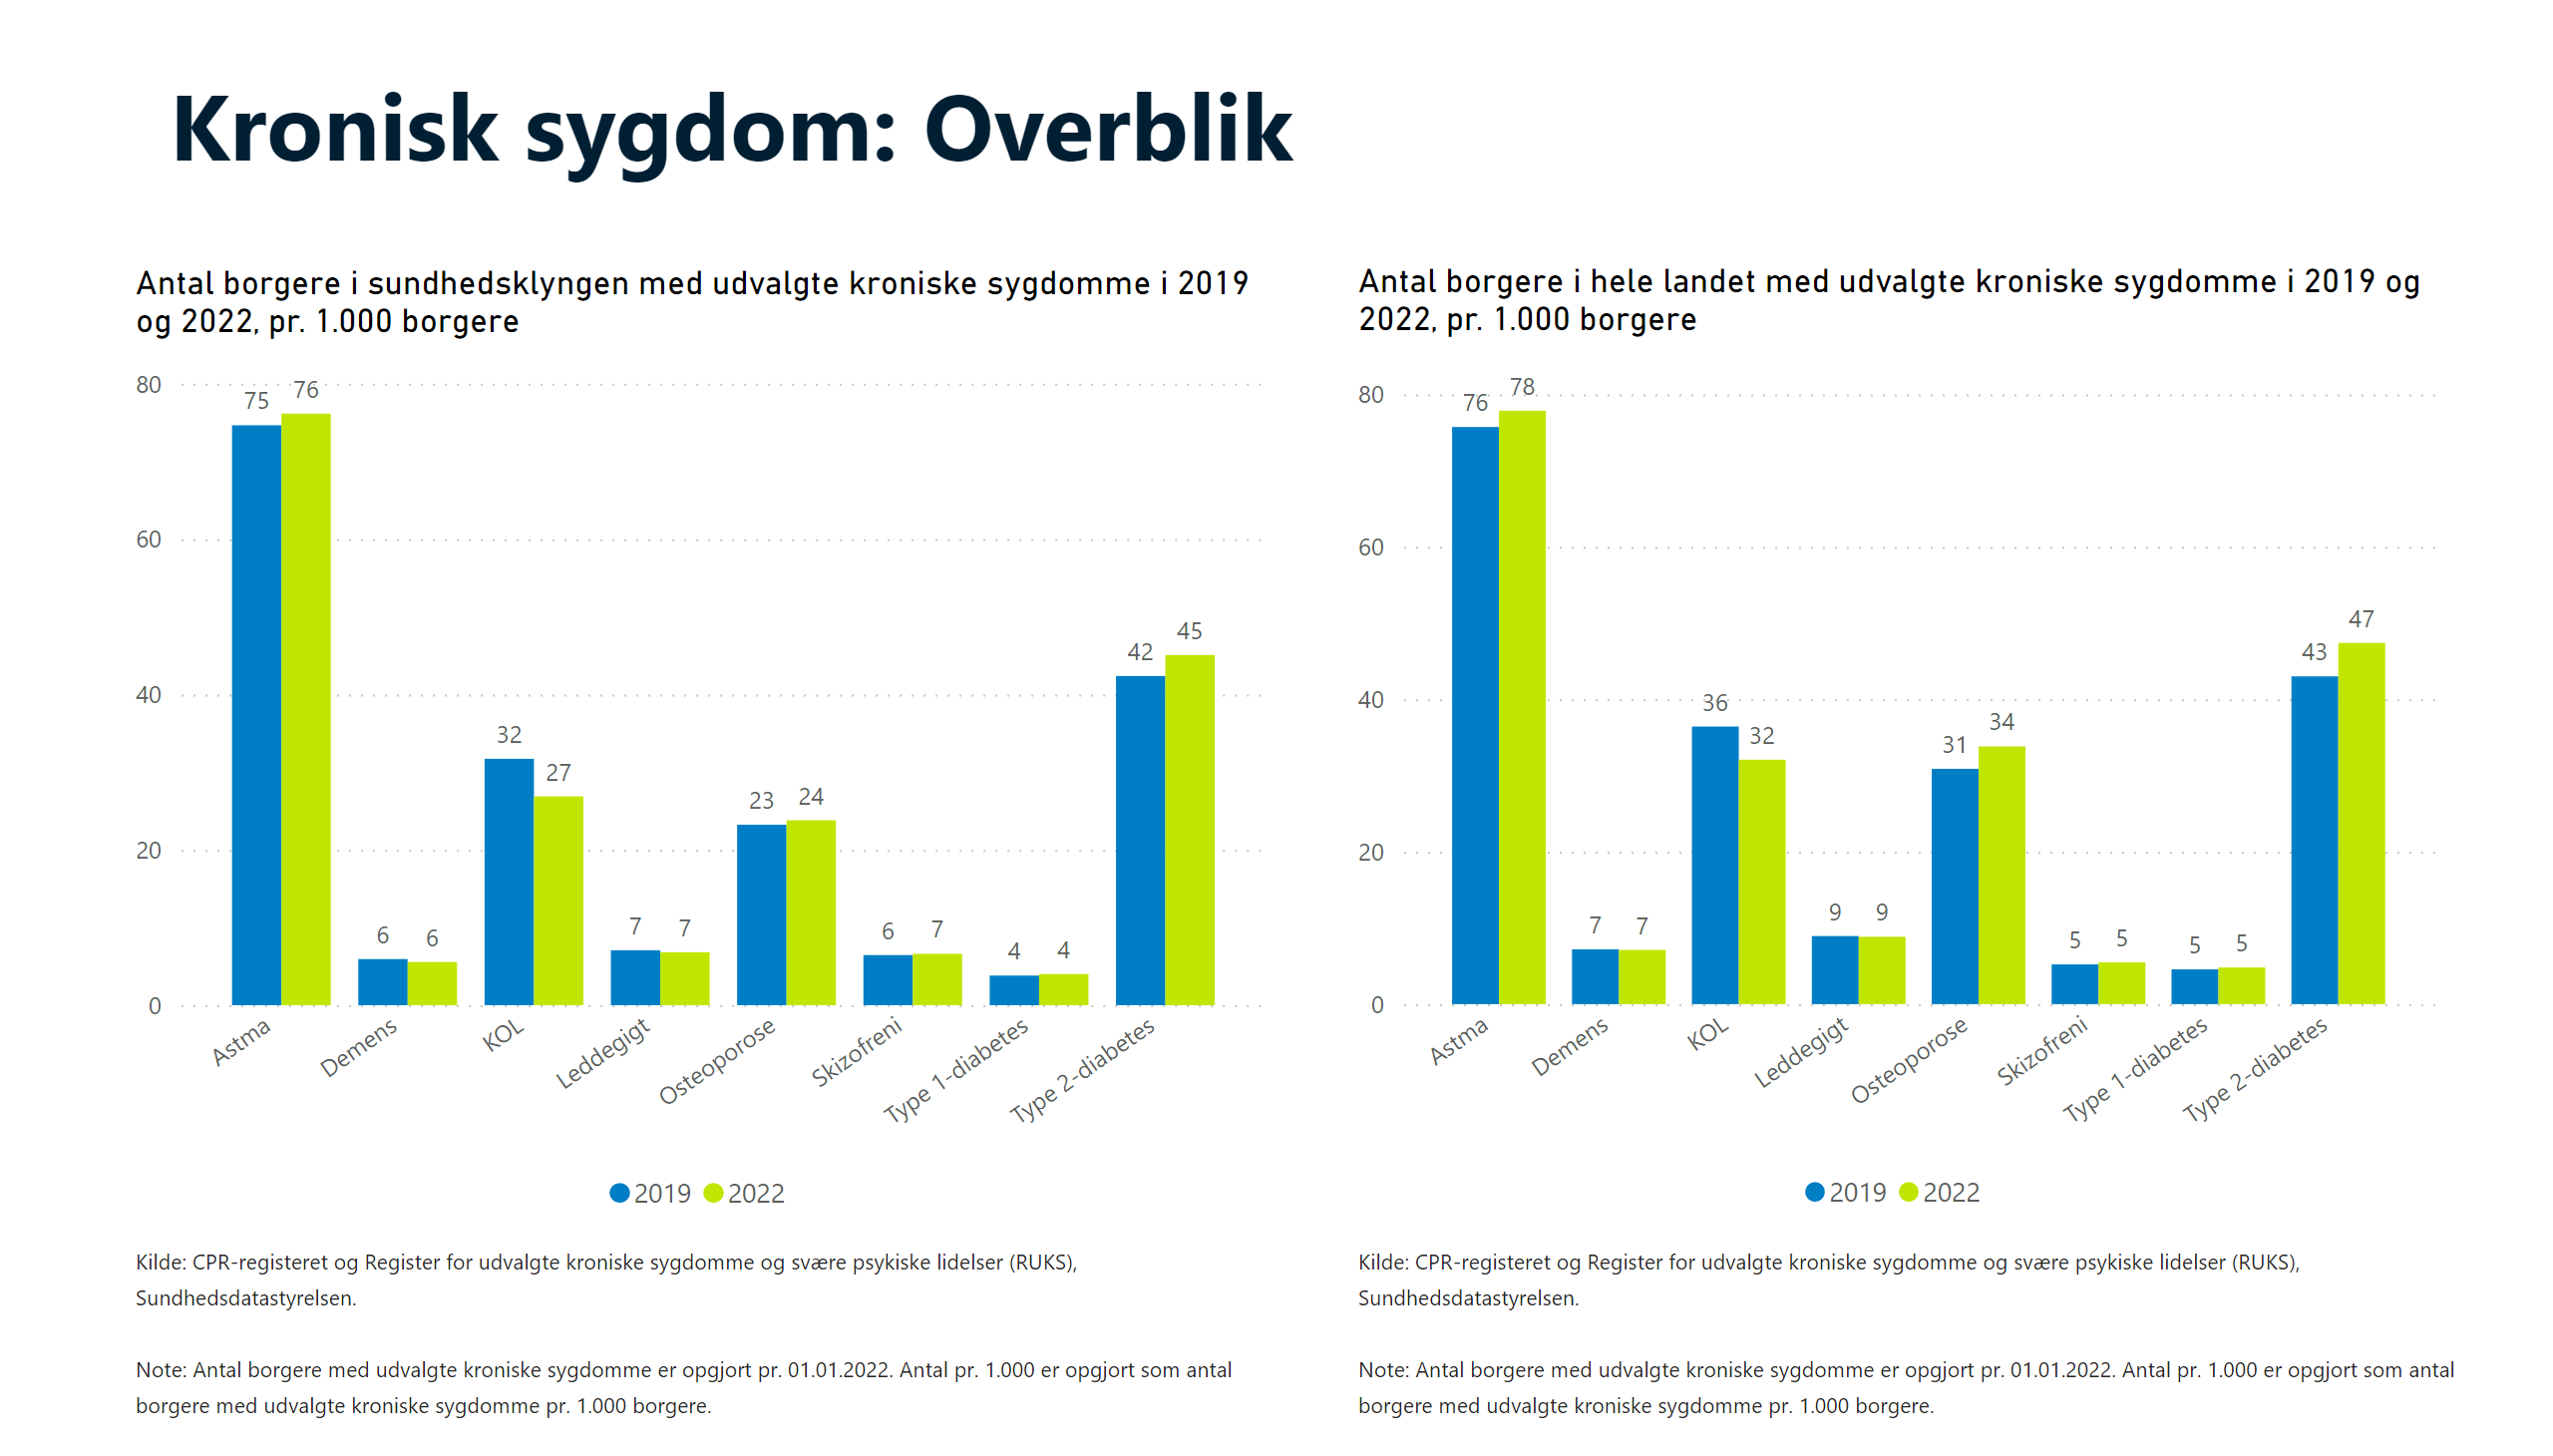 Kronisk sygdom: Overblik
Antal borgere i sundhedsklyngen med udvalgte kroniske sygdomme i 2019
og 2022, pr. 1.000 borgere
80
60
40
20
0
75
76
6
6
32
27
7
7
23
24
6
7
4
4
42
45
Astma
Demens
KOL
Leddegigt
Osteoporose
Skizofreni
Type 1-diabetes
Type 2-diabetes
2019 2022
Kilde: CPR-registeret og Register for udvalgte kroniske sygdomme og svære psykiske lidelser (RUKS),
Sundhedsdatastyrelsen.
Note: Antal borgere med udvalgte kroniske sygdomme er opgjort pr. 01.01.2022. Antal pr. 1.000 er opgjort som antal
borgere med udvalgte kroniske sygdomme pr. 1.000 borgere.
Antal borgere i hele landet med udvalgte kroniske sygdomme i 2019 og
2022, pr. 1.000 borgere
80
60
40
20
0
76
78
7
7
36
32
9
9
31
34
5
5
5
5
43
47
Astma
Demens
KOL
Leddegigt
Osteoporose
Skizofreni
Type 1-diabetes
Type 2-diabetes
2019 2022
Kilde: CPR-registeret og Register for udvalgte kroniske sygdomme og svære psykiske lidelser (RUKS),
Sundhedsdatastyrelsen.
Note: Antal borgere med udvalgte kroniske sygdomme er opgjort pr. 01.01.2022. Antal pr. 1.000 er opgjort som antal
borgere med udvalgte kroniske sygdomme pr. 1.000 borgere.